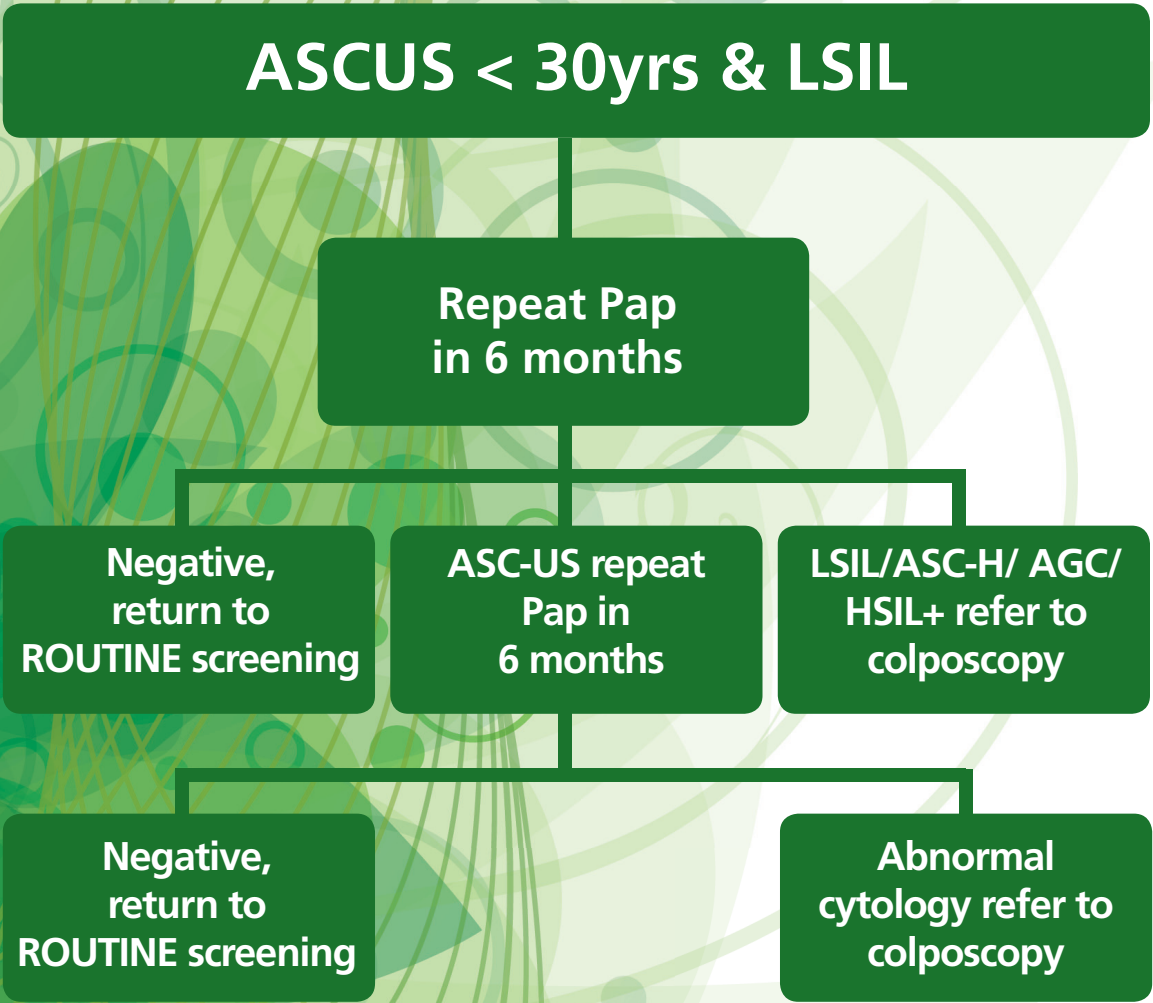 ASCUS < 30yrs & LSIL
Repeat Pap
in 6 months
Negative,
return to
ROUTINE screening
ASC-US repeat
Pap in
6 months
LSIL/ASC-H/ AGC/
HSIL+ refer to
colposcopy
Negative,
return to
ROUTINE screening
Abnormal
cytology refer to
colposcopy